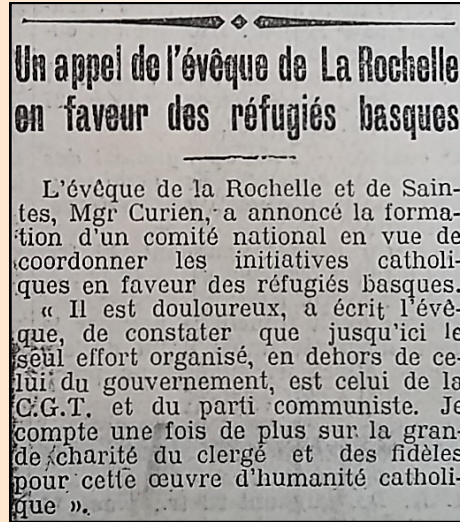 Un appel de l'évêque de La Rochelle
en faveur des réfugiés basques
L'évêque de la Rochelle et de Sain-
tes, Mgr Curien, a annoncé la forma-
tion d'un comité national en vue de
coordonner les initiatives catholi-
ques en faveur des réfugiés basques.
« Il est douloureux, a écrit l'évê-
que, de constater que jusqu'ici le
seul effort organisé, en dehors de ce-
lui du gouvernement, est celui de la
C.G.T. et du parti communiste. Je
compte une fois de plus sur la gran-
de charité du clergé et des fidèles
pour cette œuvre d'humanité catholi-
que ».